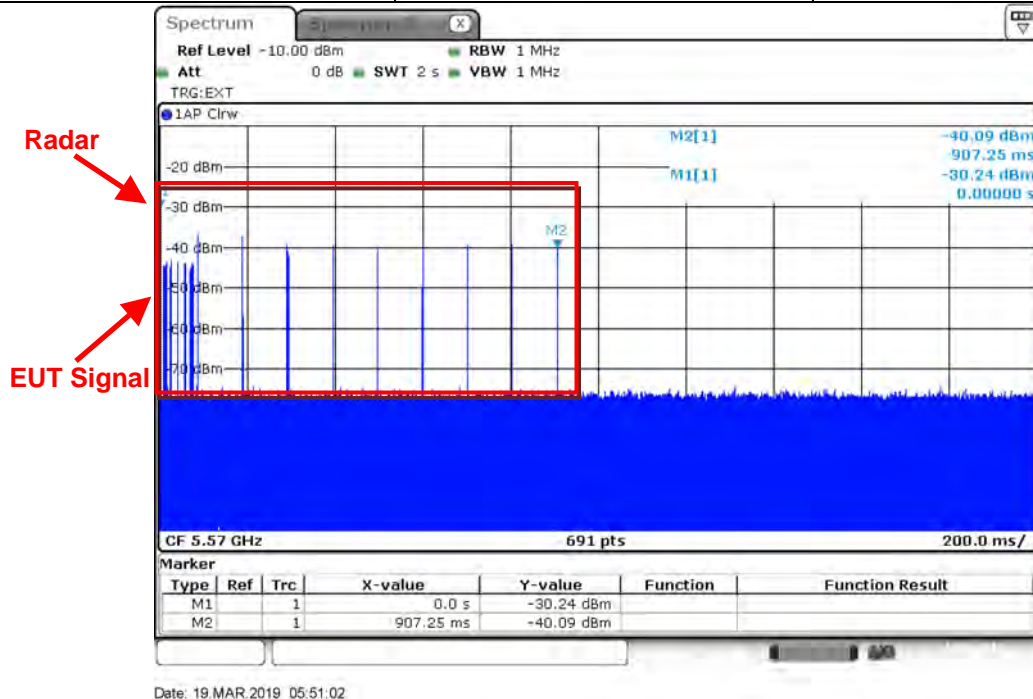 Spectrum
Ref Level -10.00 dBm RBW 1 MHz
Att 0 dB SWT 2 s VBW 1 MHz
TRG:EXT
1AP Clrw
M2[1] -40.09 dBm
907.25 ms
M1[1] -30.24 dBm
0.00000 s
Radar
-20 dBm
-30 dBm
M2
-40 dBm
-50 dBm
-60 dBm
-70 dBm
EUT Signal
CF 5.57 GHz 691 pts 200.0 ms/
Marker
Type Ref Trc X-value Y-value Function Function Result
M1 1 0.0 s -30.24 dBm
M2 1 907.25 ms -40.09 dBm
Date: 19.MAR.2019 05:51:02